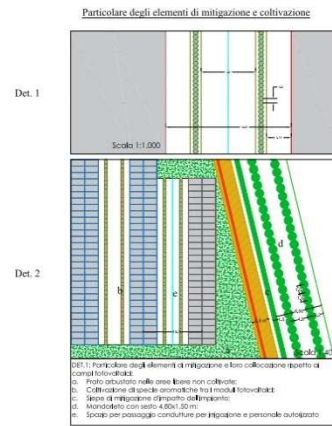 Particolare degli elementi di mitigazione e coltivazione
Det. 1
Scala 1:1.000
Det. 2
b
e
d
c
DET.1: Particolare degli elementi di mitigazione e loro collocazione rispetto ai
campi fotovoltaici:
a. Prato arbustato nelle aree libere non coltivate;
b. Coltivazione di specie aromatiche tra i moduli fotovoltaici;
c. Siepe di mitigazione d'impatto dell'impianto;
d. Mandorleto con sesto 4.80x1.50 m;
e. Spazio per passaggio condutture per irrigazione e personale autorizzato